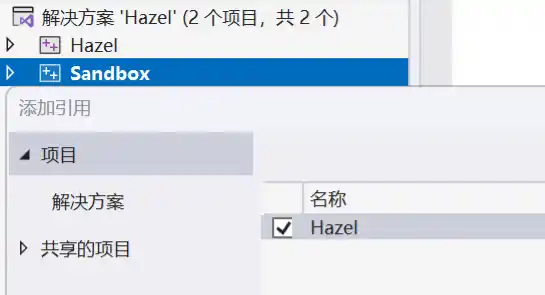 解决方案 'Hazel' (2 个项目，共 2 个)
Hazel
Sandbox
添加引用
项目
解决方案
共享的项目
名称
Hazel